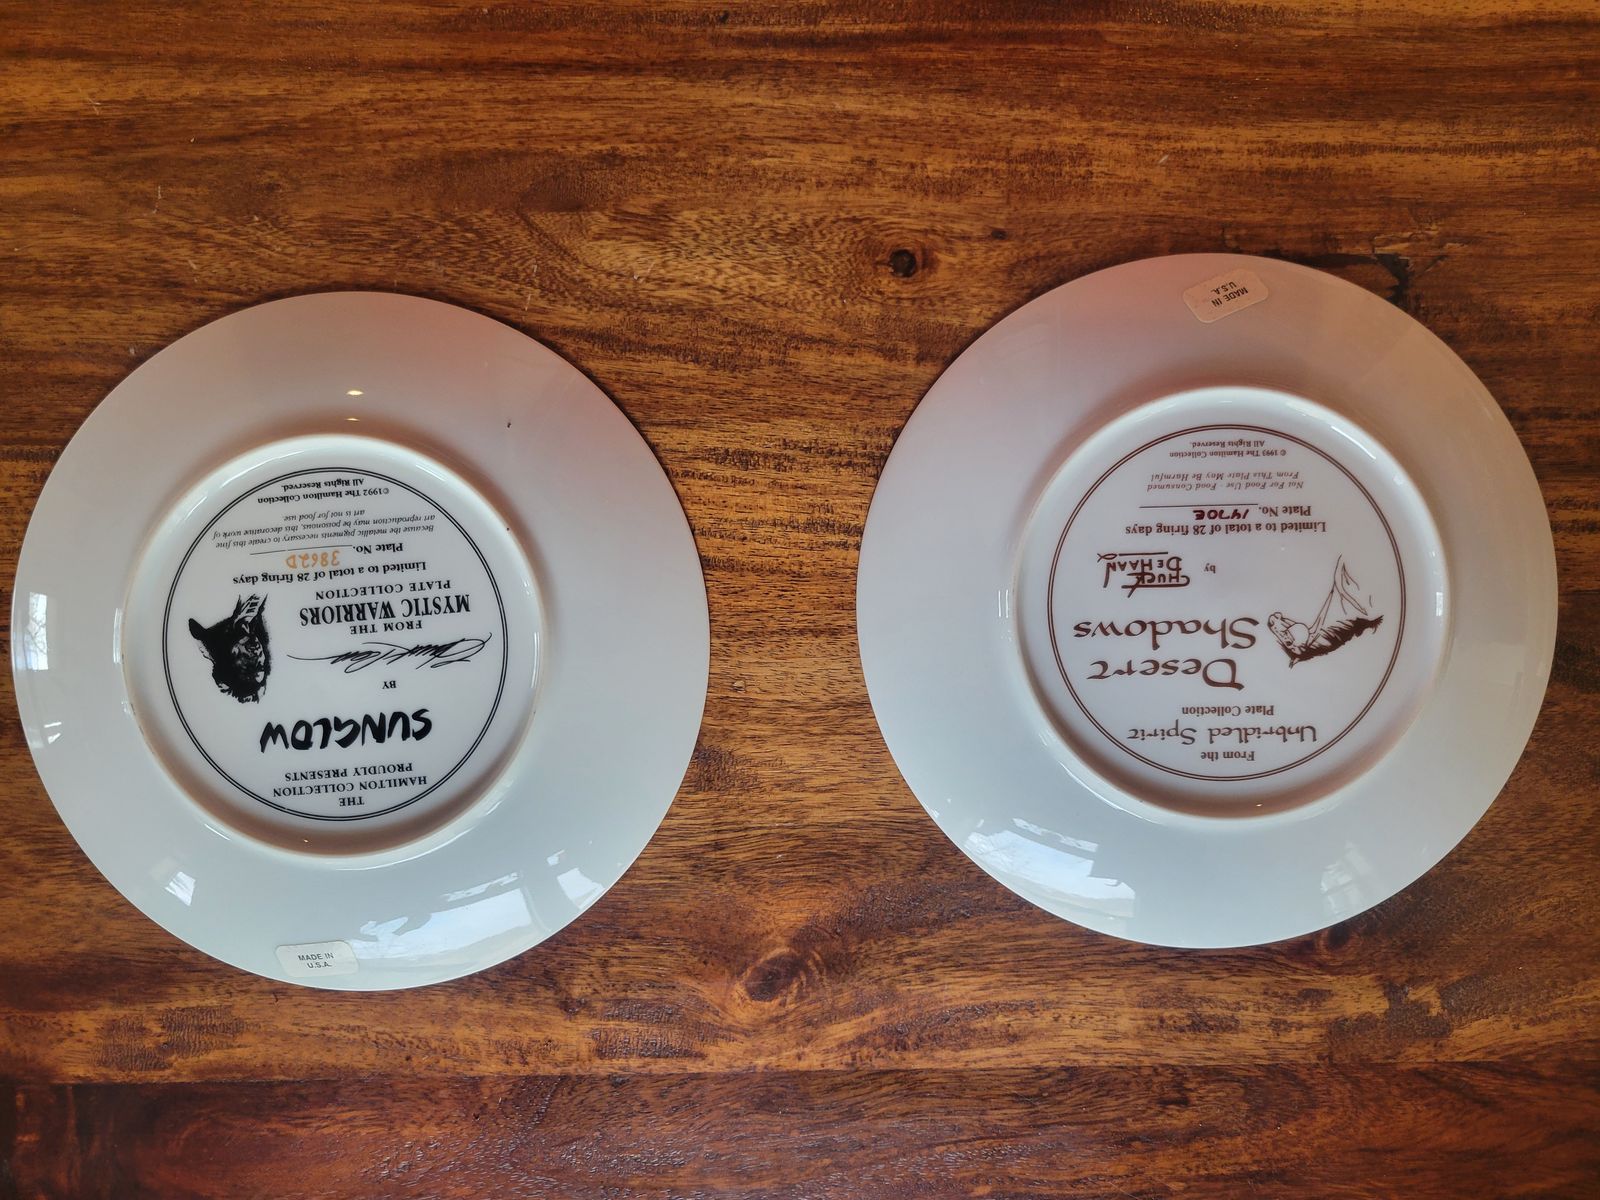 THE
HAMILTON COLLECTION
PROUDLY PRESENTS
SUNGLOW
BY
FROM THE
MYSTIC WARRIORS
PLATE COLLECTION
Limited to a total of 28 firing days
Plate No. 3862D
Because the metallic pigments necessary to create this fine
art reproduction may be poisonous, this decorative work of
art is not for food use.
©1992 The Hamilton Collection
All Rights Reserved.
MADE IN
U.S.A.
From the
Unbridled Spirit
Plate Collection
Desert
Shadows
by
CHUCK
DEHAAN
Limited to a total of 28 firing days
Plate No. 1470E
Not For Food Use - Food Consumed
From This Plate May Be Harmful
© 1993 The Hamilton Collection
All Rights Reserved.
MADE IN
U.S.A.